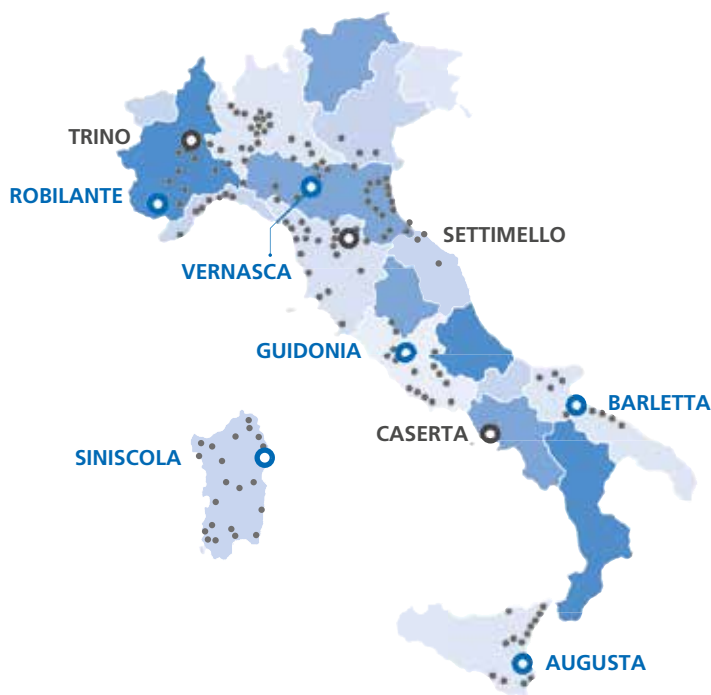 TRINO
ROBILANTE
SETTIMELLO
VERNASCA
GUIDONIA
BARLETTA
CASERTA
SINISCOLA
AUGUSTA